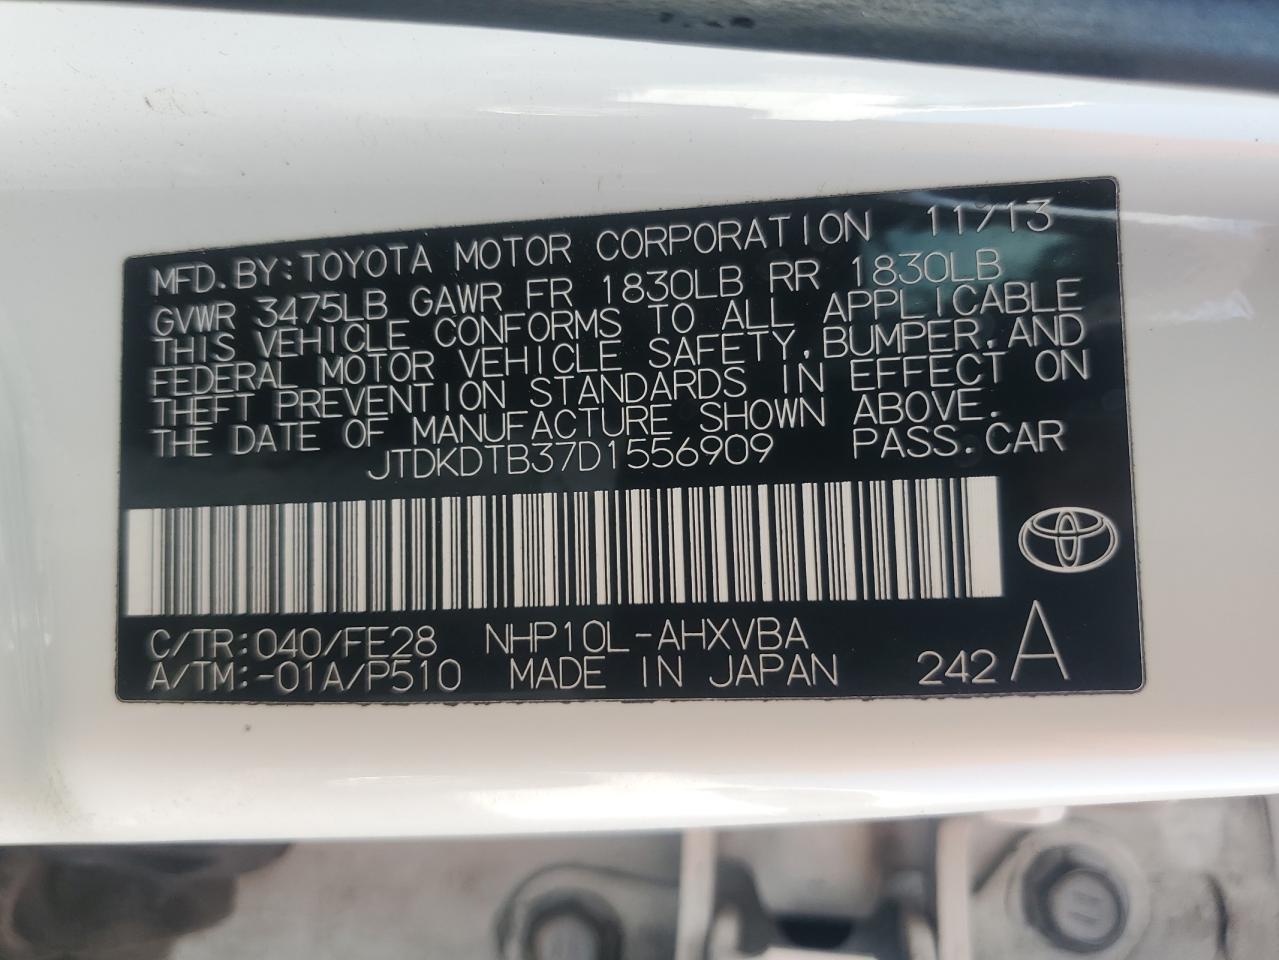 MFD.BY:TOYOTA MOTOR CORPORATION 11/13
GVWR 3475LB GAWR FR 1830LB RR 1830LB
THIS VEHICLE CONFORMS TO ALL APPLICABLE
FEDERAL MOTOR VEHICLE SAFETY,BUMPER,AND
THEFT PREVENTION STANDARDS IN EFFECT ON
THE DATE OF MANUFACTURE SHOWN ABOVE.
JTDKDTB37D1556909 PASS.CAR
C/TR:040/FE28 NHP10L-AHXVBA
A/TM:-01A/P510 MADE IN JAPAN 242 A